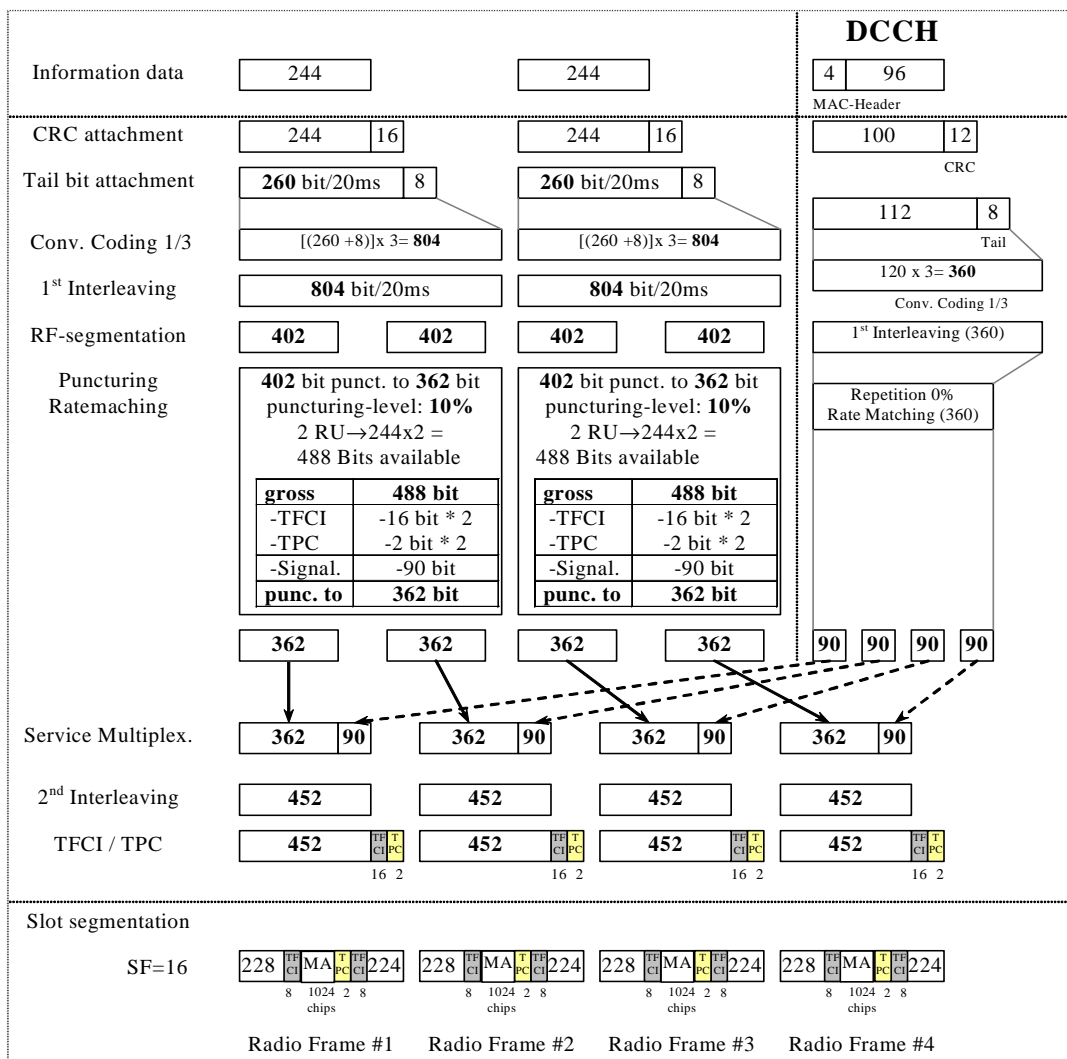 DCCH
Information data 244 244 4 96
MAC-Header
CRC attachment 244 16 244 16 100 12
CRC
Tail bit attachment 260 bit/20ms 8 260 bit/20ms 8
112 8
Tail
Conv. Coding 1/3 [(260 +8)]x 3= 804 [(260 +8)]x 3= 804
120 x 3= 360
Conv. Coding 1/3
1st Interleaving 804 bit/20ms 804 bit/20ms
RF-segmentation 402 402 402 402 1st Interleaving (360)
Puncturing
Ratemaching
402 bit punct. to 362 bit
puncturing-level: 10%
2 RU→244x2 =
488 Bits available
gross 488 bit
-TFCI -16 bit * 2
-TPC -2 bit * 2
-Signal. -90 bit
punc. to 362 bit
402 bit punct. to 362 bit
puncturing-level: 10%
2 RU→244x2 =
488 Bits available
gross 488 bit
-TFCI -16 bit * 2
-TPC -2 bit * 2
-Signal. -90 bit
punc. to 362 bit
Repetition 0%
Rate Matching (360)
362 362 362 362 90 90 90 90
Service Multiplex. 362 90 362 90 362 90 362 90
2nd Interleaving 452 452 452 452
TFCI / TPC 452 TF CI T PC 452 TF CI T PC 452 TF CI T PC 452 TF CI T PC
16 2 16 2 16 2 16 2
Slot segmentation
SF=16 228 TF CI MA T PC TF CI 224 228 TF CI MA T PC TF CI 224 228 TF CI MA T PC TF CI 224 228 TF CI MA T PC TF CI 224
8 1024 2 8 8 1024 2 8 8 1024 2 8 8 1024 2 8
chips chips chips chips
Radio Frame #1 Radio Frame #2 Radio Frame #3 Radio Frame #4